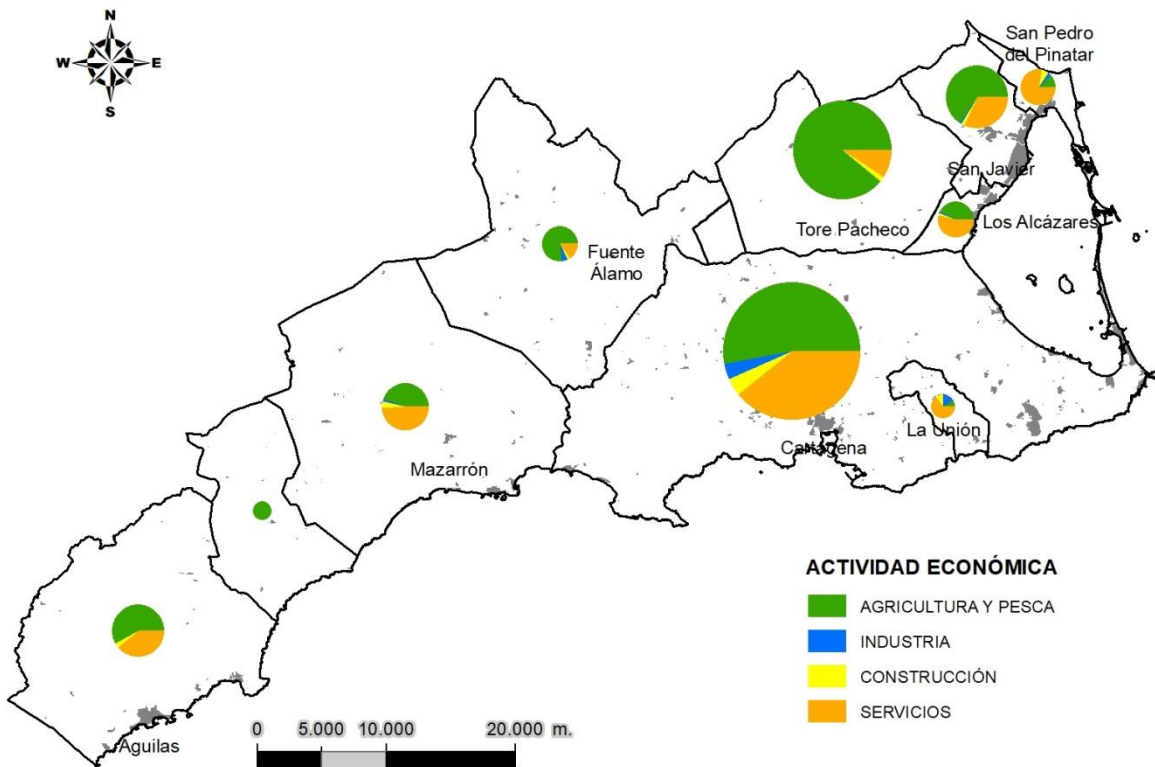 N
W E
S
San Pedro
del Pinatar
San Javier
Tore Pacheco
Los Alcázares
Fuente
Álamo
La Unión
Cartagena
Mazarrón
Aguilas
ACTIVIDAD ECONÓMICA
AGRICULTURA Y PESCA
INDUSTRIA
CONSTRUCCIÓN
SERVICIOS
0 5.000 10.000 20.000 m.